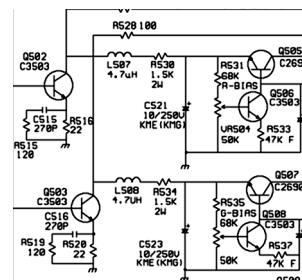 R528 100
Q502
C3503
L507
4.7uH
R530
1.5K
2W
Q505
C269
R531
68K
R-BIAS
Q506
C3503
C515
270P
R516
22
R515
120
C521
10/250V
KME(KMG)
VR504
50K
R533
47K F
Q503
C3503
L508
4.7UH
R534
1.5K
2W
Q507
C2690
R535
G-BIAS
68K
Q508
C3503
C516
270P
R519
120
R520
22
C523
10/250V
KME(KMG)
50K
R537
47K F